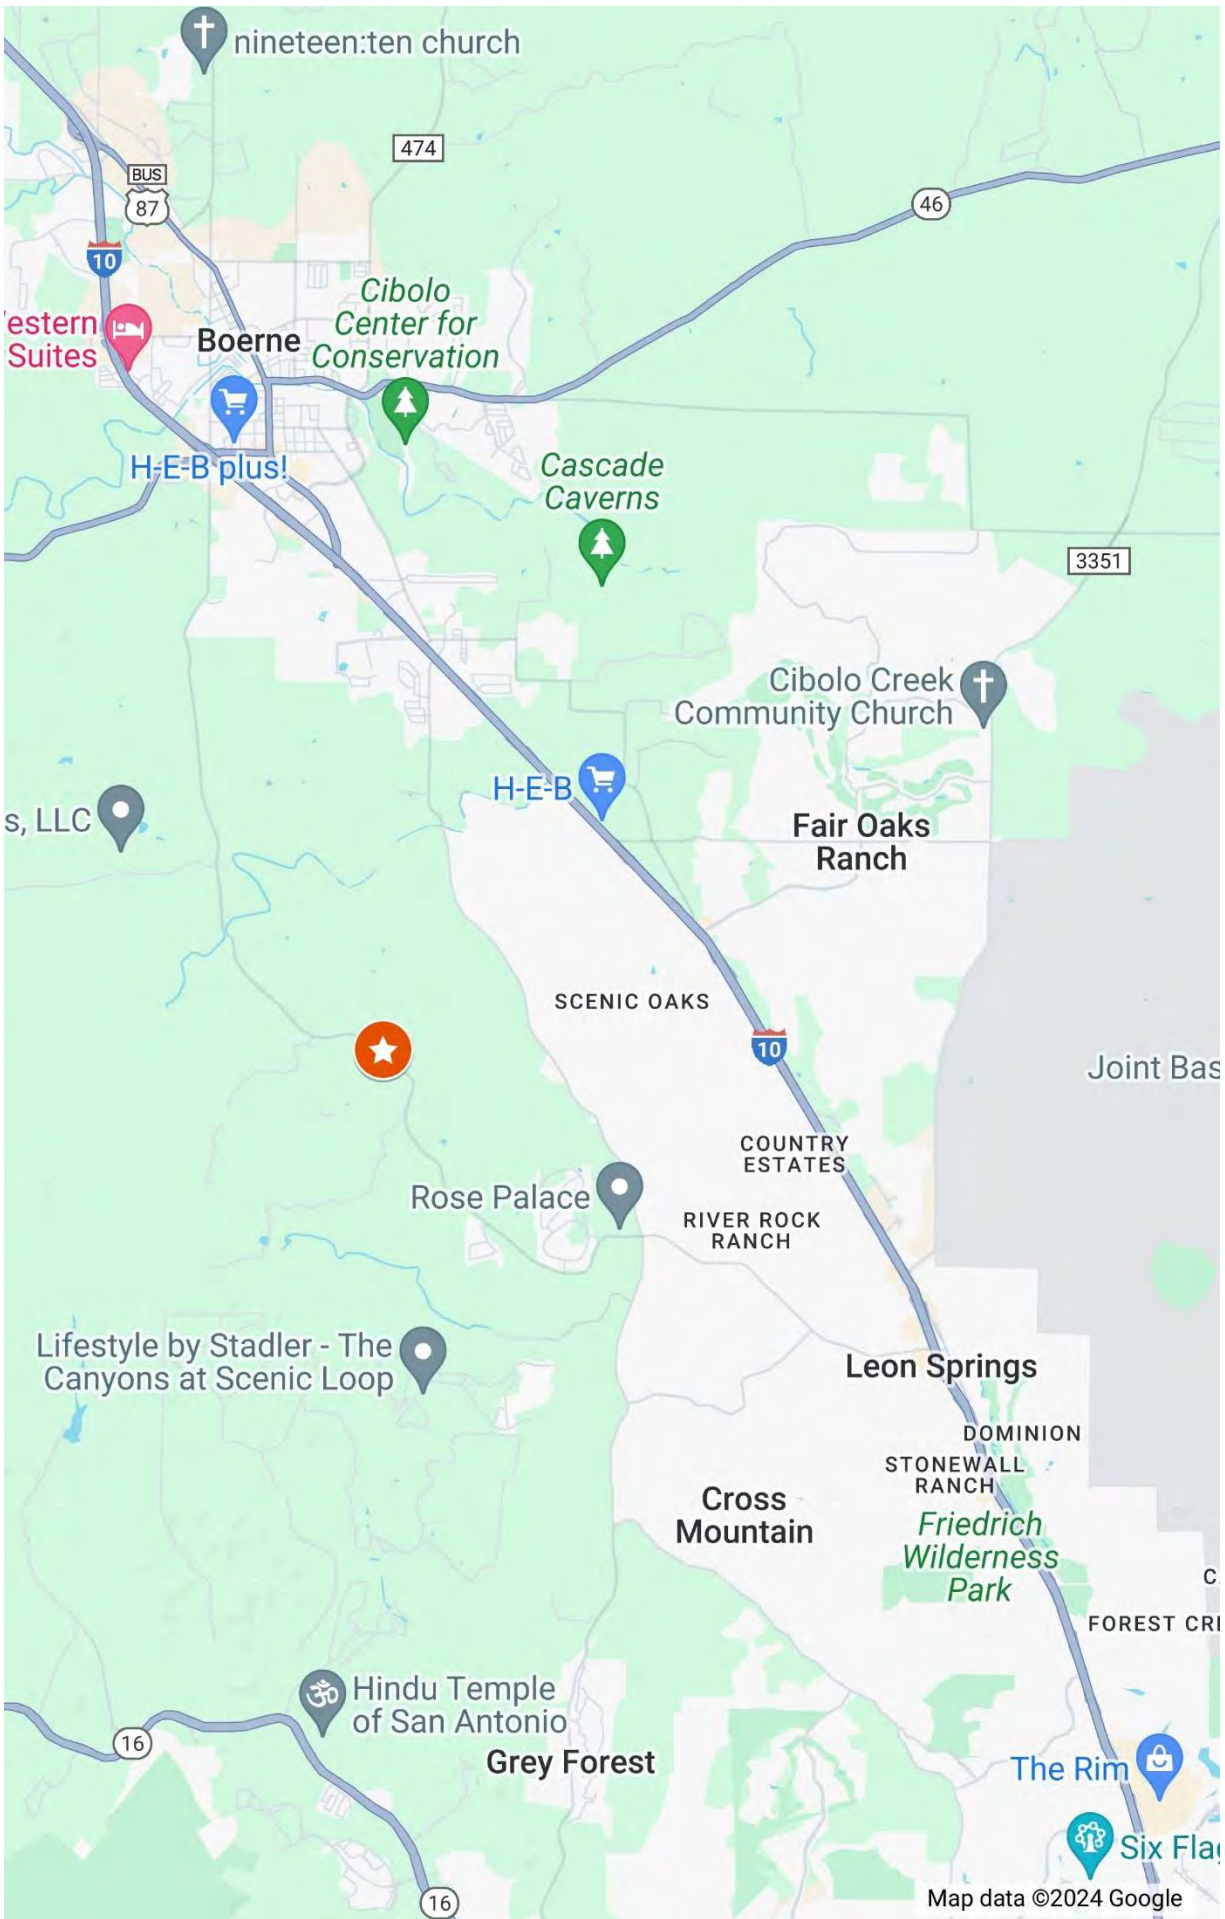 nineteen:ten church
474
BUS
87
46
10
Cibolo
Center for
Conservation
estern
Suites
Boerne
H-E-B plus!
Cascade
Caverns
3351
Cibolo Creek
Community Church
H-E-B
s, LLC
Fair Oaks
Ranch
SCENIC OAKS
10
Joint Bas
COUNTRY
ESTATES
Rose Palace
RIVER ROCK
RANCH
Lifestyle by Stadler - The
Canyons at Scenic Loop
Leon Springs
DOMINION
STONEWALL
RANCH
Cross
Mountain
Friedrich
Wilderness
Park
C
FOREST CR
Hindu Temple
of San Antonio
16
Grey Forest
The Rim
Six Flag
16
Map data ©2024 Google